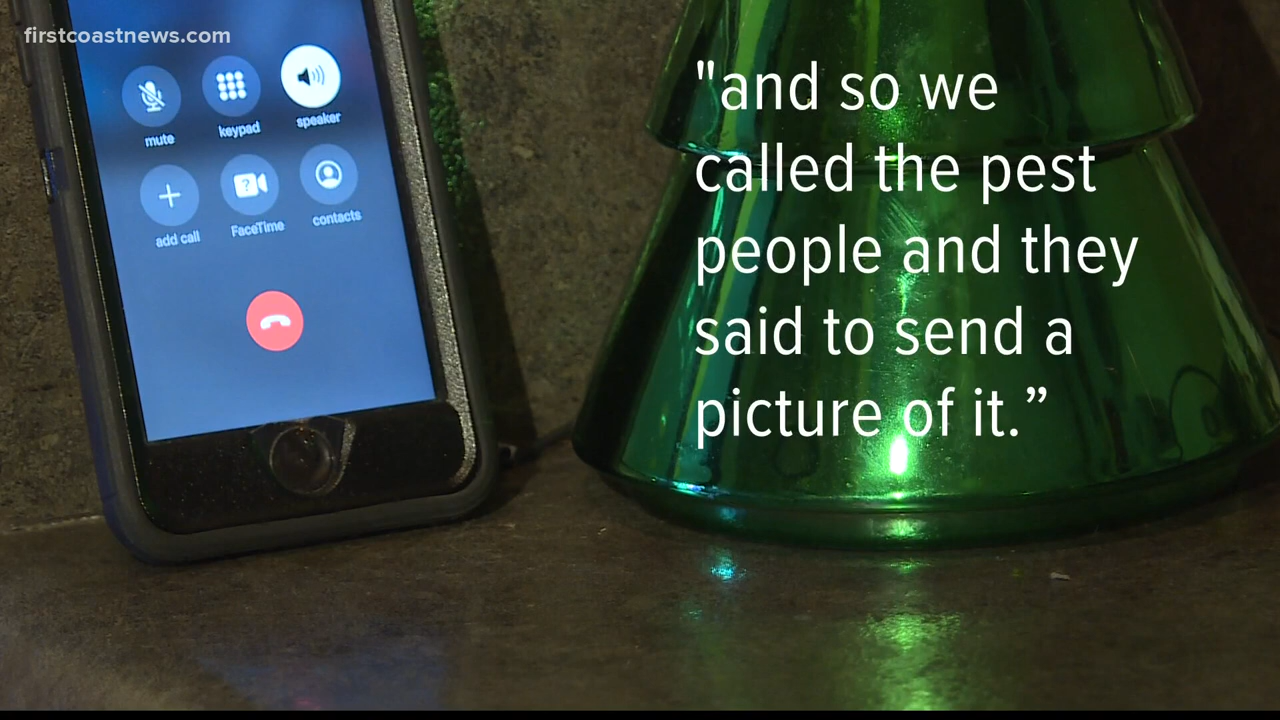 firstcoastnews.com
mute
keypad
speaker
add call
FaceTime
contacts
"and so we
called the pest
people and they
said to send a
picture of it.”